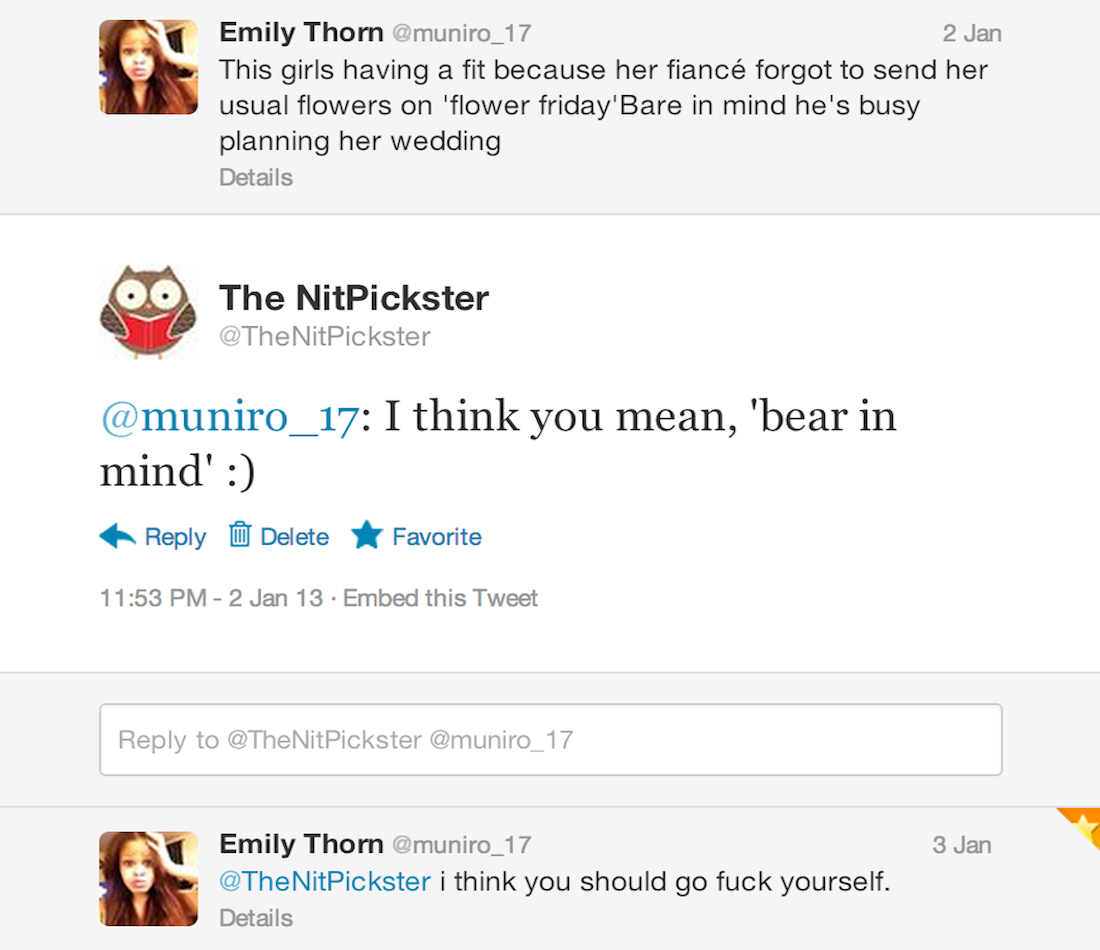 Emily Thorn @muniro_17 2 Jan
This girls having a fit because her fiancé forgot to send her
usual flowers on 'flower friday'Bare in mind he's busy
planning her wedding
Details
The NitPickster
@TheNitPickster
@muniro_17: I think you mean, 'bear in
mind' :)
Reply Delete Favorite
11:53 PM - 2 Jan 13 · Embed this Tweet
Reply to @TheNitPickster @muniro_17
Emily Thorn @muniro_17 3 Jan
@TheNitPickster i think you should go fuck yourself.
Details